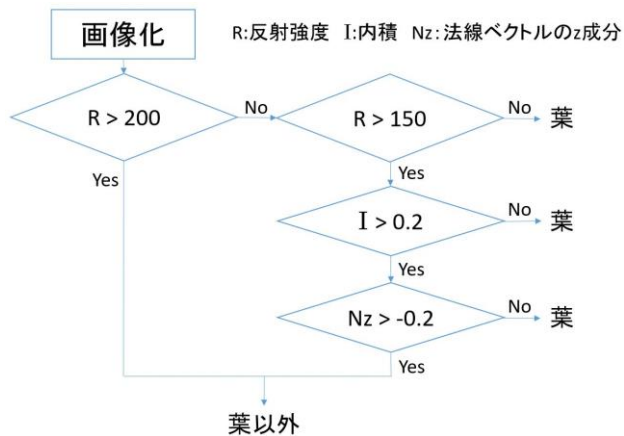 画像化
R:反射強度 I:内積 Nz:法線ベクトルのz成分
R > 200
No
R > 150
No
葉
Yes
Yes
I > 0.2
No
葉
Yes
Nz > -0.2
No
葉
Yes
葉以外